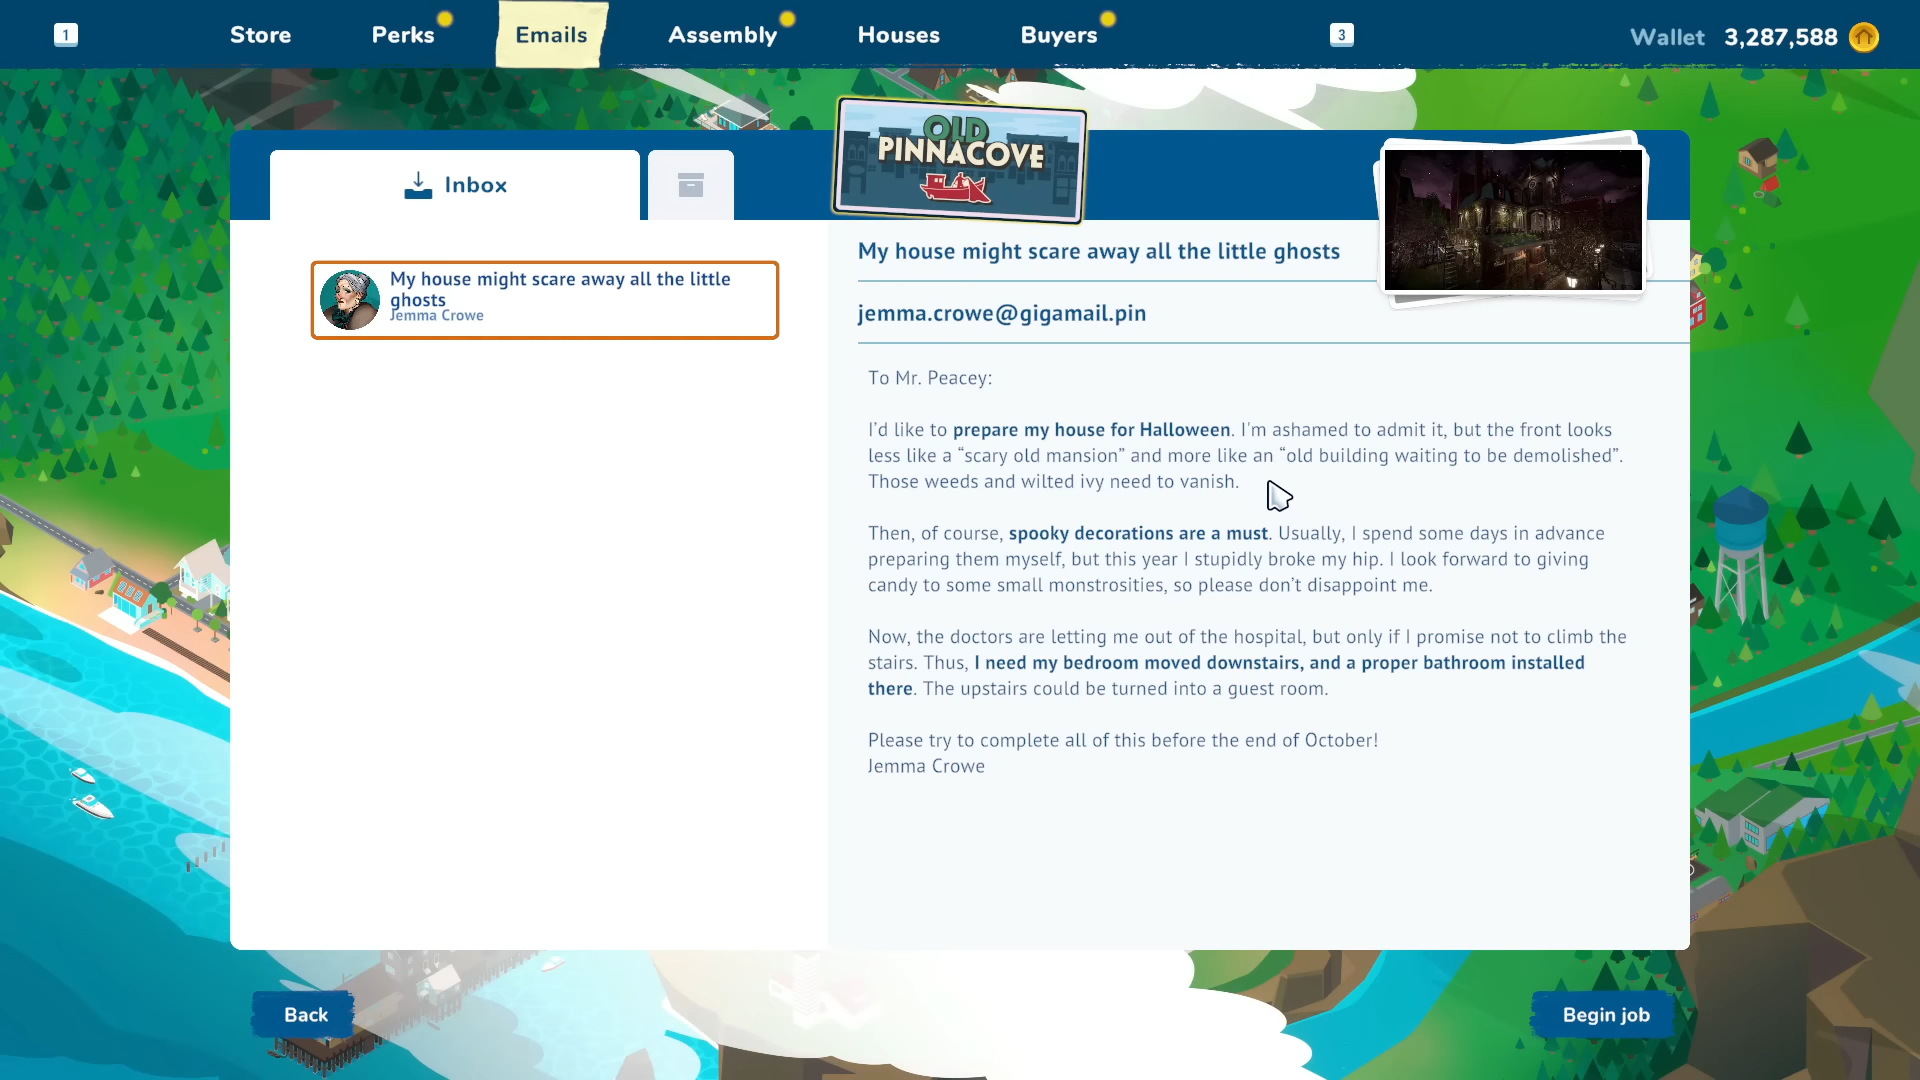 1
Store
Perks
Emails
Assembly
Houses
Buyers
3
Wallet 3,287,588
Inbox
OLD
PINNACOVE
My house might scare away all the little
ghosts
Jemma Crowe
My house might scare away all the little ghosts
jemma.crowe@gigamail.pin
To Mr. Peacey:
I'd like to prepare my house for Halloween. I'm ashamed to admit it, but the front looks
less like a “scary old mansion” and more like an “old building waiting to be demolished”.
Those weeds and wilted ivy need to vanish.
Then, of course, spooky decorations are a must. Usually, I spend some days in advance
preparing them myself, but this year I stupidly broke my hip. I look forward to giving
candy to some small monstrosities, so please don't disappoint me.
Now, the doctors are letting me out of the hospital, but only if I promise not to climb the
stairs. Thus, I need my bedroom moved downstairs, and a proper bathroom installed
there. The upstairs could be turned into a guest room.
Please try to complete all of this before the end of October!
Jemma Crowe
Back
Begin job